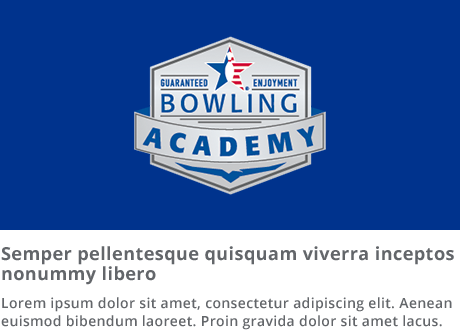 GUARANTEED ENJOYMENT
BOWLING
ACADEMY
Semper pellentesque quisquam viverra inceptos
nonummy libero
Lorem ipsum dolor sit amet, consectetur adipiscing elit. Aenean
euismod bibendum laoreet. Proin gravida dolor sit amet lacus.